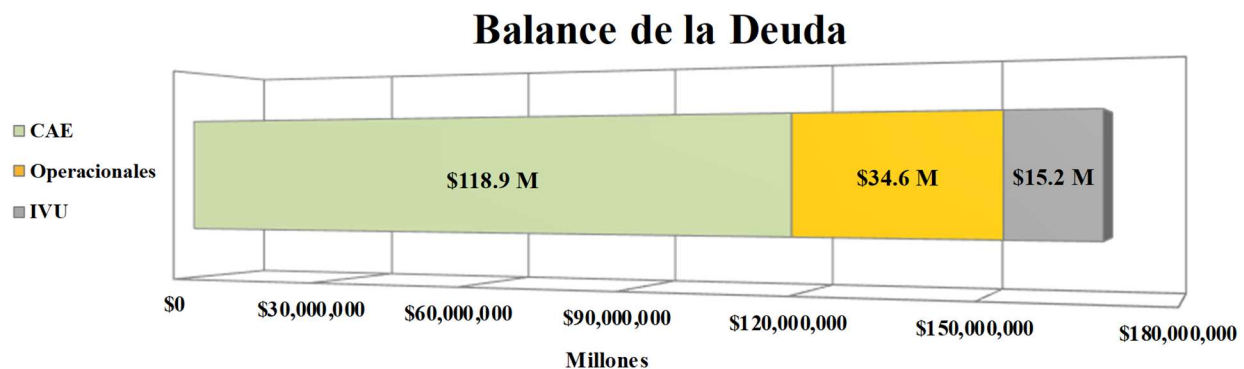 Balance de la Deuda
CAE
Operacionales
IVU
$118.9 M
$34.6 M
$15.2 M
$0
$30,000,000
$60,000,000
$90,000,000
$120,000,000
$150,000,000
$180,000,000
Millones